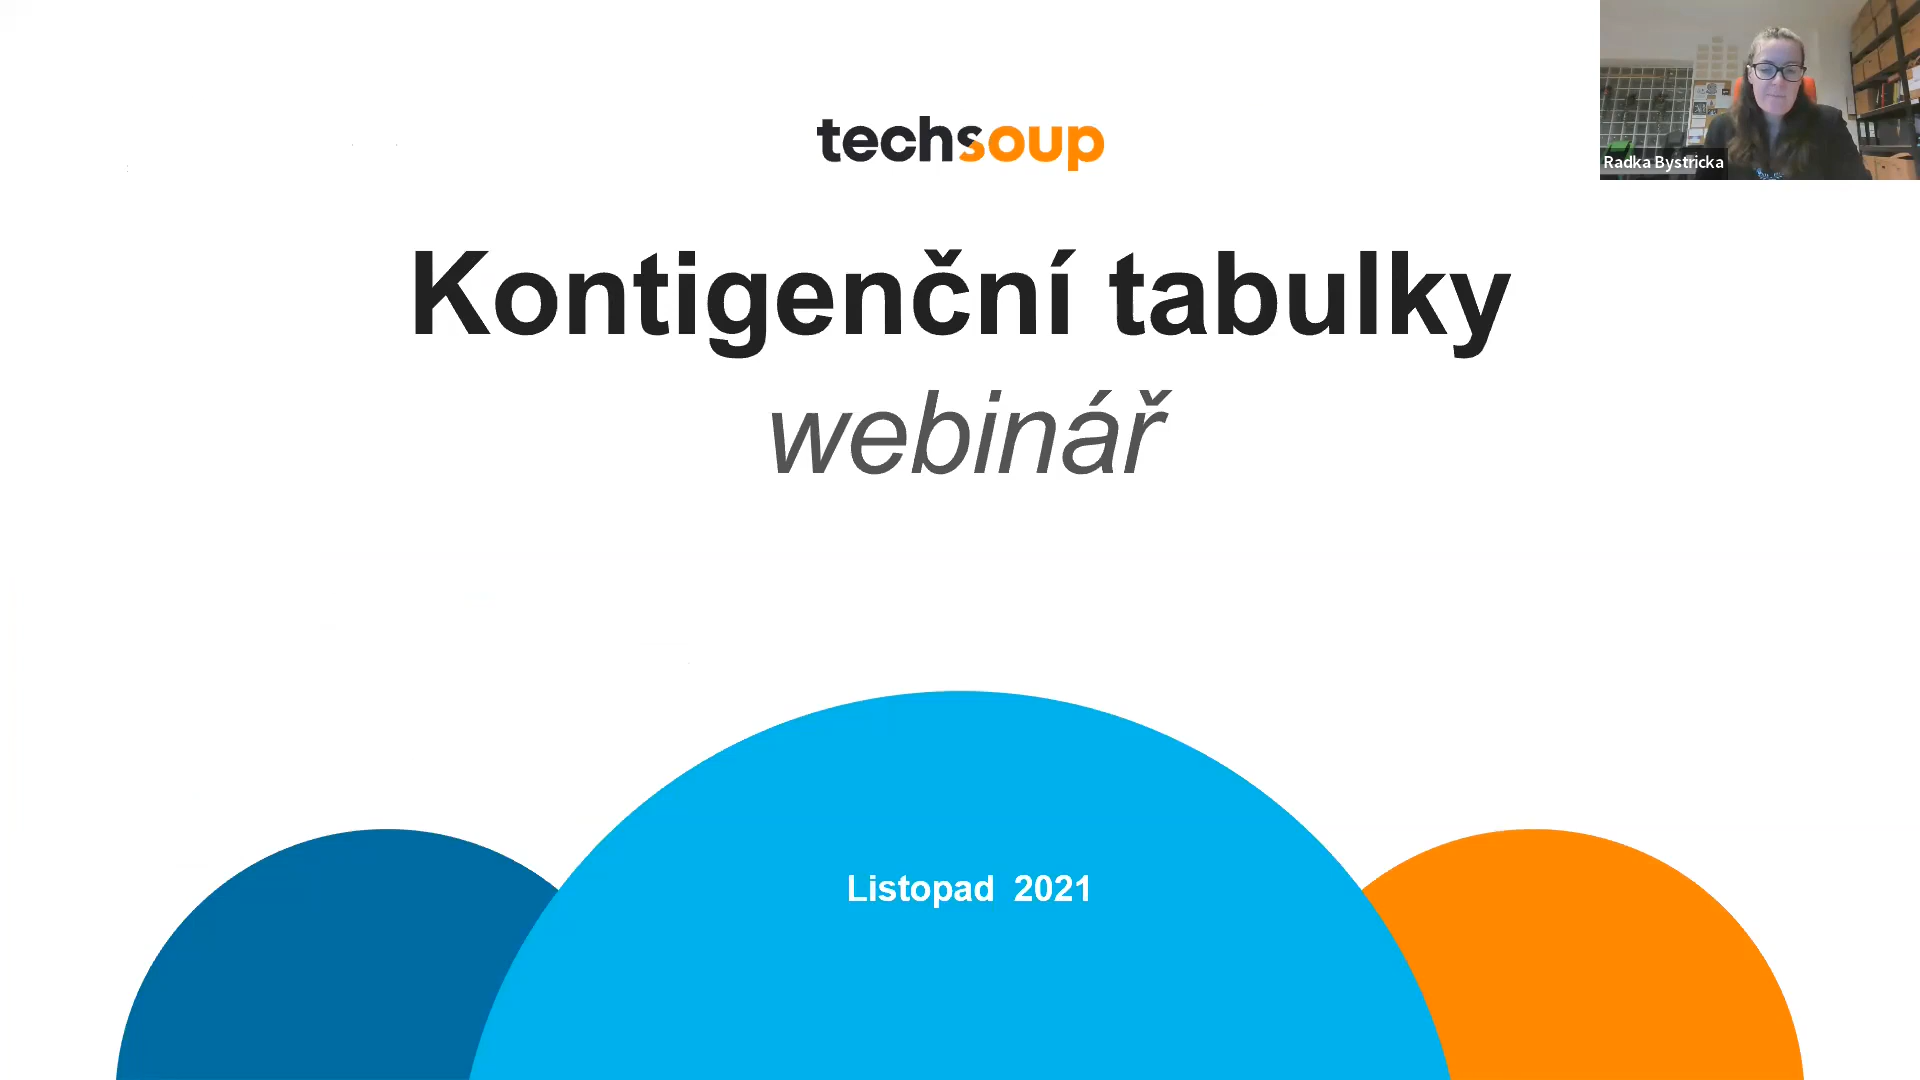 techsoup
Radka Bystricka
Kontigenční tabulky
webinář
Listopad 2021